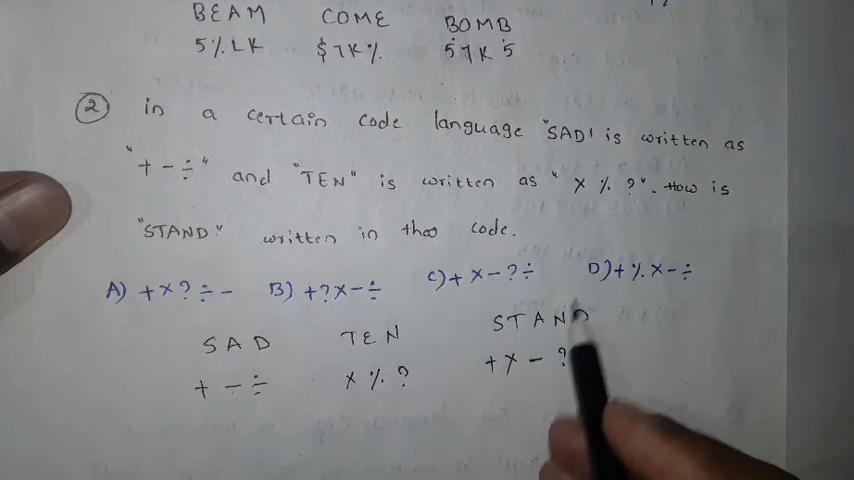 BEAM COME BOMB
5%LK $7K% 57K5
2 in a certain code language "SAD" is written as
"+ - ÷" and "TEN" is written as "X % ?". How is
"STAND" written in code.
A) +X?÷- B) +?X-÷ C) +X-?÷ D) +%X-÷
SAD TEN STAND
+ - ÷ X % ? + X - ?